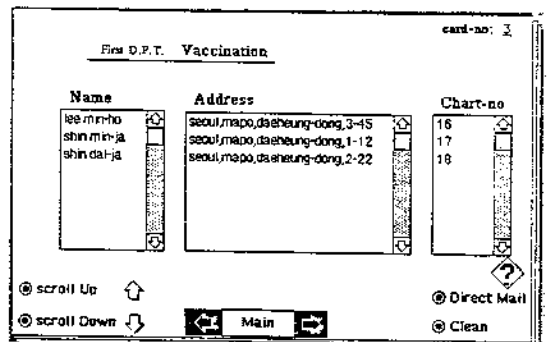 card-no: 3
First D.P.T. Vaccination
Name Address Chart-no
lee min-ho seoul,mapo,daeheung-dong,3-45 16
shin min-ja seoul,mapo,daeheung-dong,1-12 17
shin dal-ja seoul,mapo,daeheung-dong,2-22 18
?
scroll Up
Direct Mail
scroll Down Main
Clean